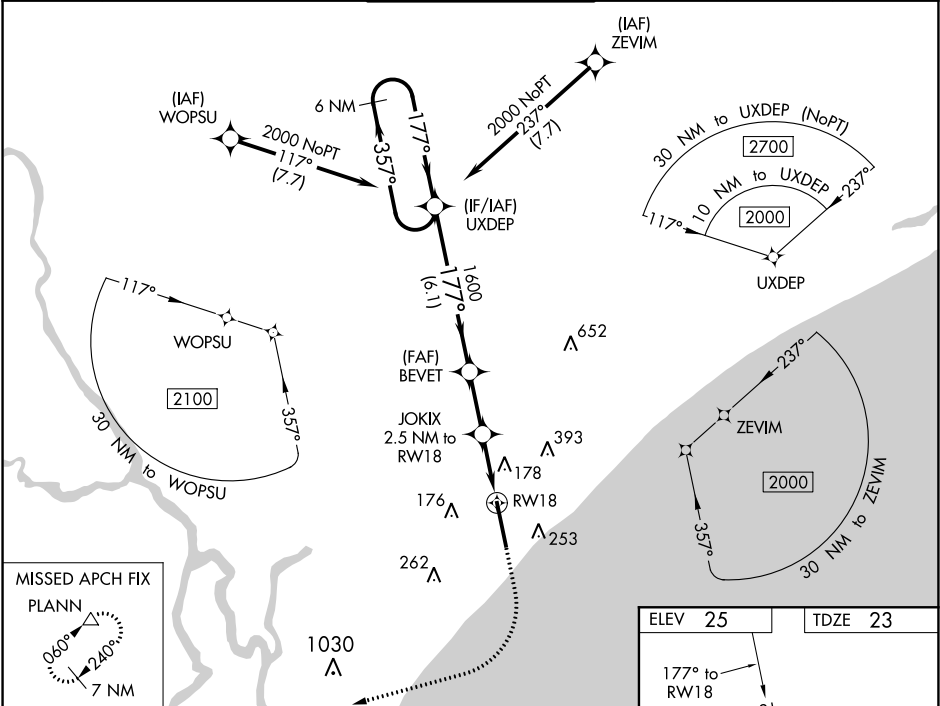 (IAF)
ZEVIM
(IAF)
WOPSU
6 NM
2000 NoPT
117°
(7.7)
2000 NoPT
237°
(7.7)
177°
357°
(IF/IAF)
UXDEP
30 NM to UXDEP (NoPT)
2700
10 NM to UXDEP
2000
117°
237°
UXDEP
1600
177°
(6.1)
117°
WOPSU
2100
357°
30 NM to WOPSU
652
(FAF)
BEVET
JOKIX
2.5 NM to
RW18
393
178
176
RW18
253
262
1030
237°
ZEVIM
2000
357°
30 NM to ZEVIM
MISSED APCH FIX
PLANN
060°
240°
7 NM
ELEV 25
TDZE 23
177° to
RW18